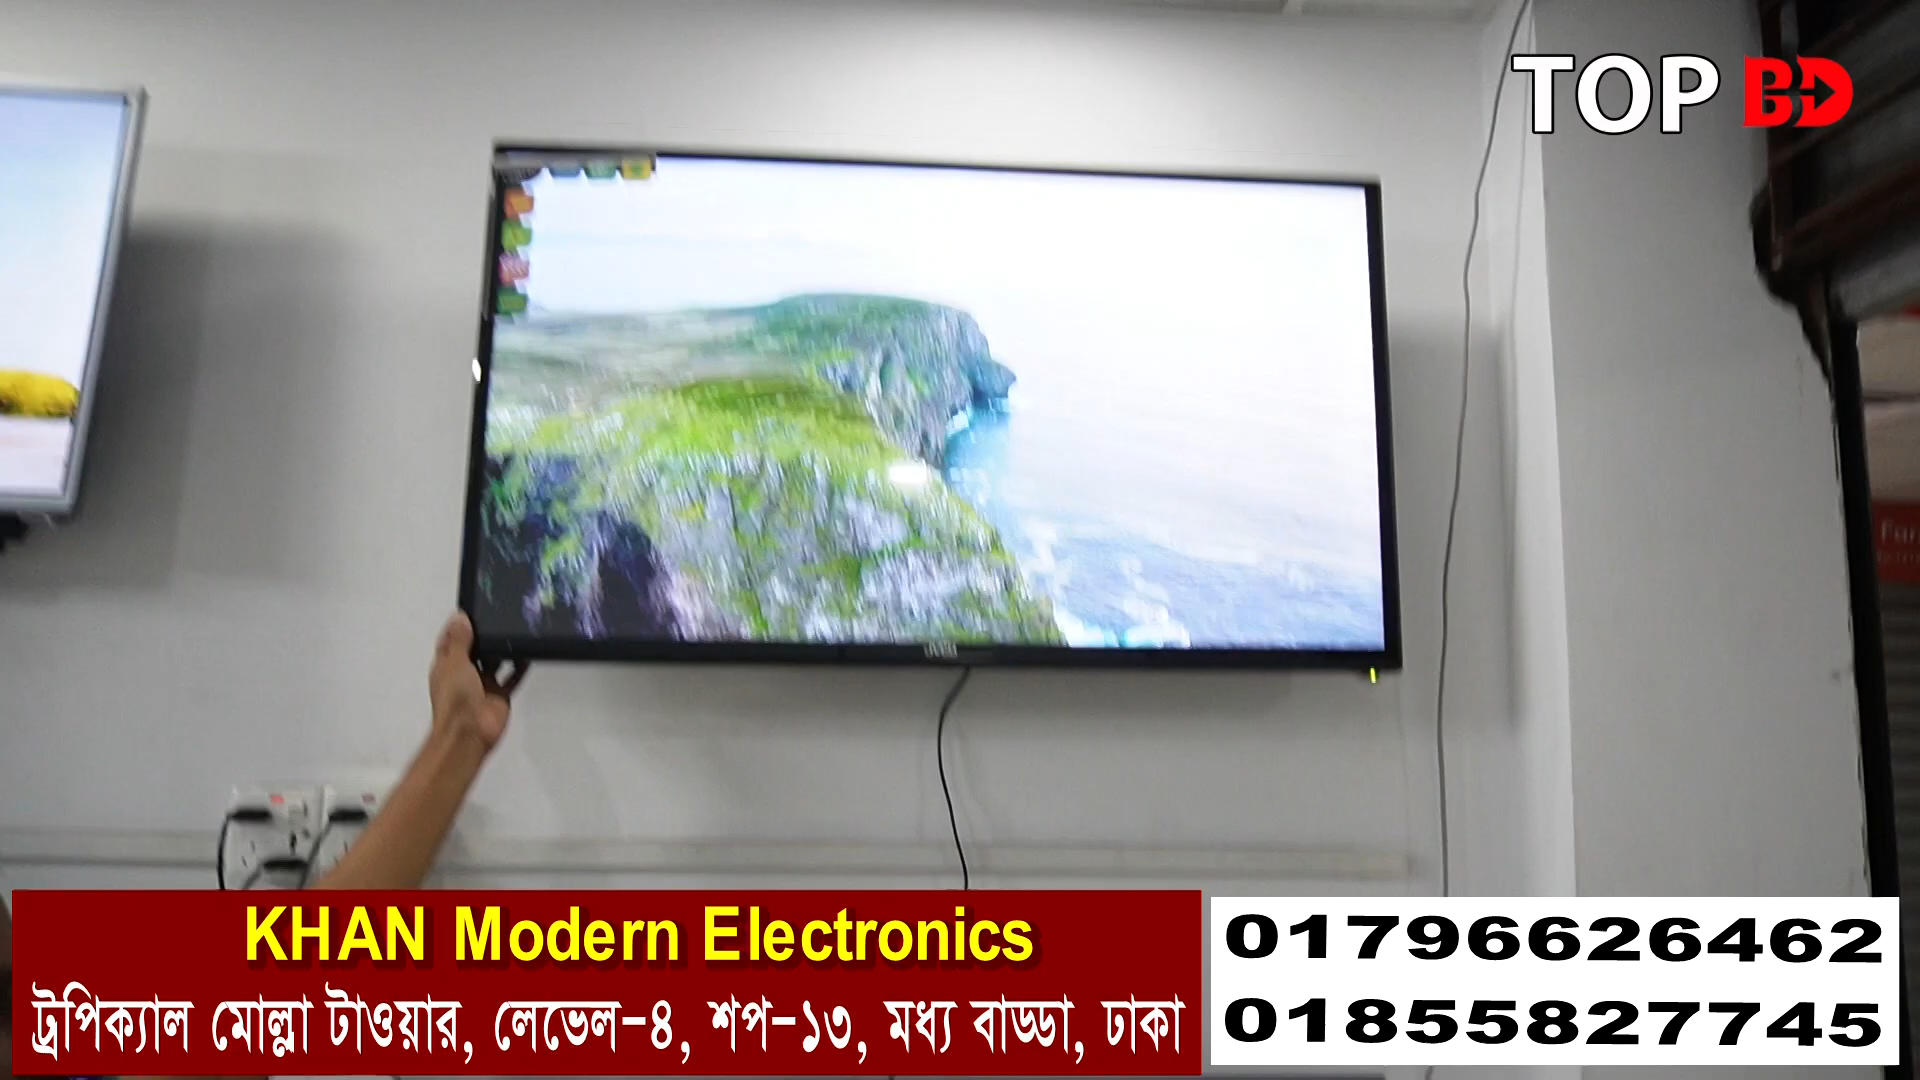 TOP BD
KHAN Modern Electronics
ট্রপিক্যাল মোল্লা টাওয়ার, লেভেল-৪, শপ-১৩, মধ্য বাড্ডা, ঢাকা
01796626462
01855827745